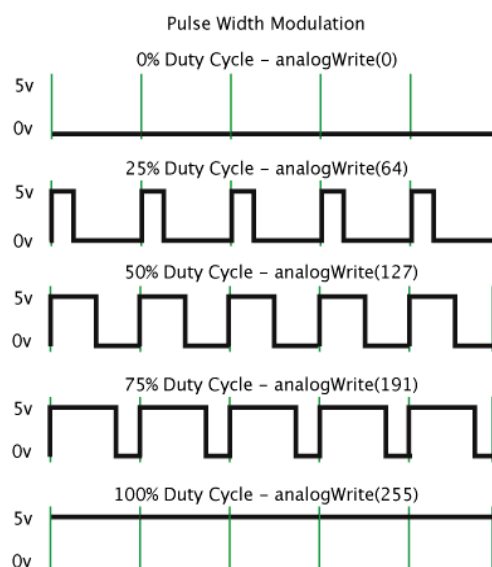 Pulse Width Modulation
0% Duty Cycle – analogWrite(0)
5v
0v
25% Duty Cycle – analogWrite(64)
5v
0v
50% Duty Cycle – analogWrite(127)
5v
0v
75% Duty Cycle – analogWrite(191)
5v
0v
100% Duty Cycle – analogWrite(255)
5v
0v